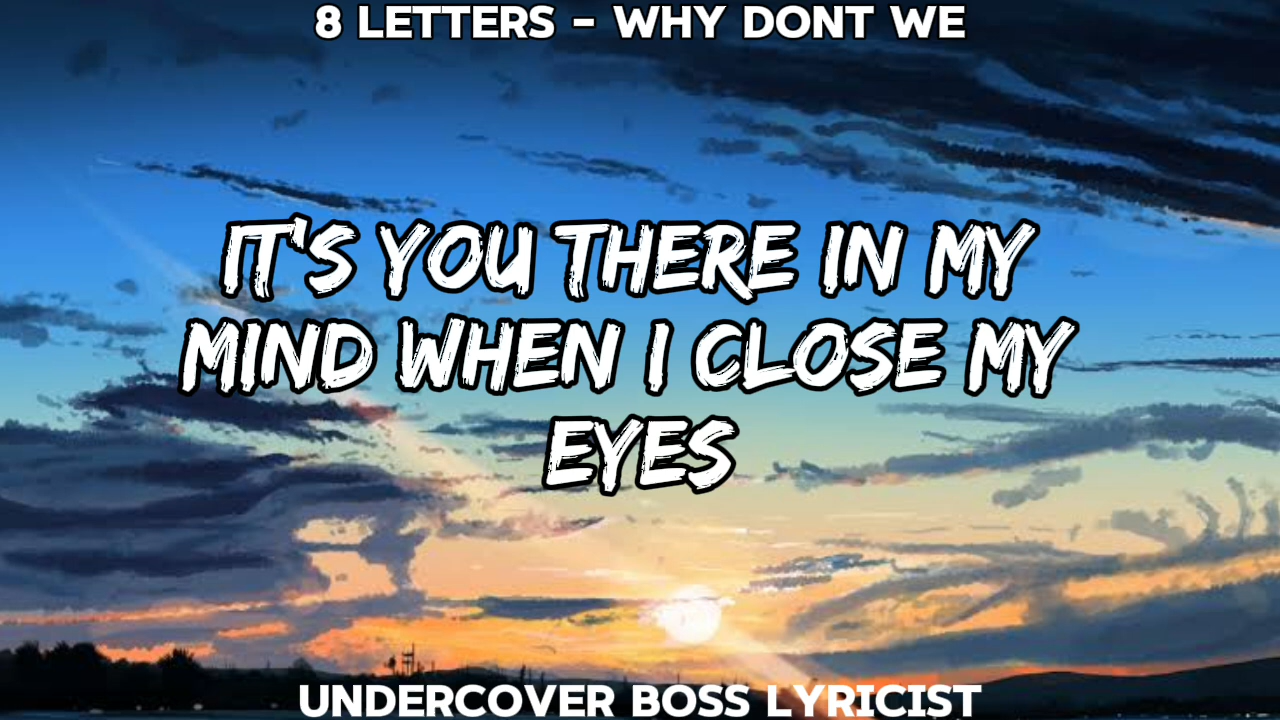 8 LETTERS - WHY DONT WE
IT'S YOU THERE IN MY
MIND WHEN I CLOSE MY
EYES
UNDERCOVER BOSS LYRICIST